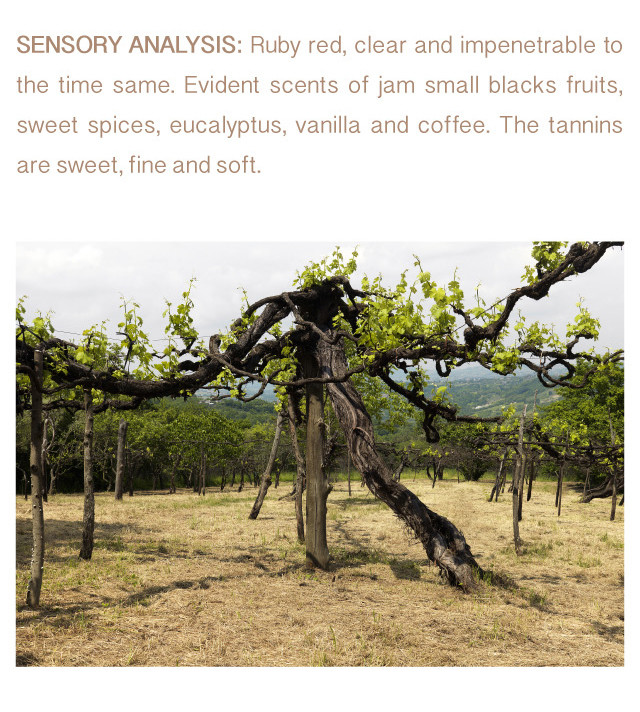 SENSORY ANALYSIS: Ruby red, clear and impenetrable to
the time same. Evident scents of jam small blacks fruits,
sweet spices, eucalyptus, vanilla and coffee. The tannins
are sweet, fine and soft.